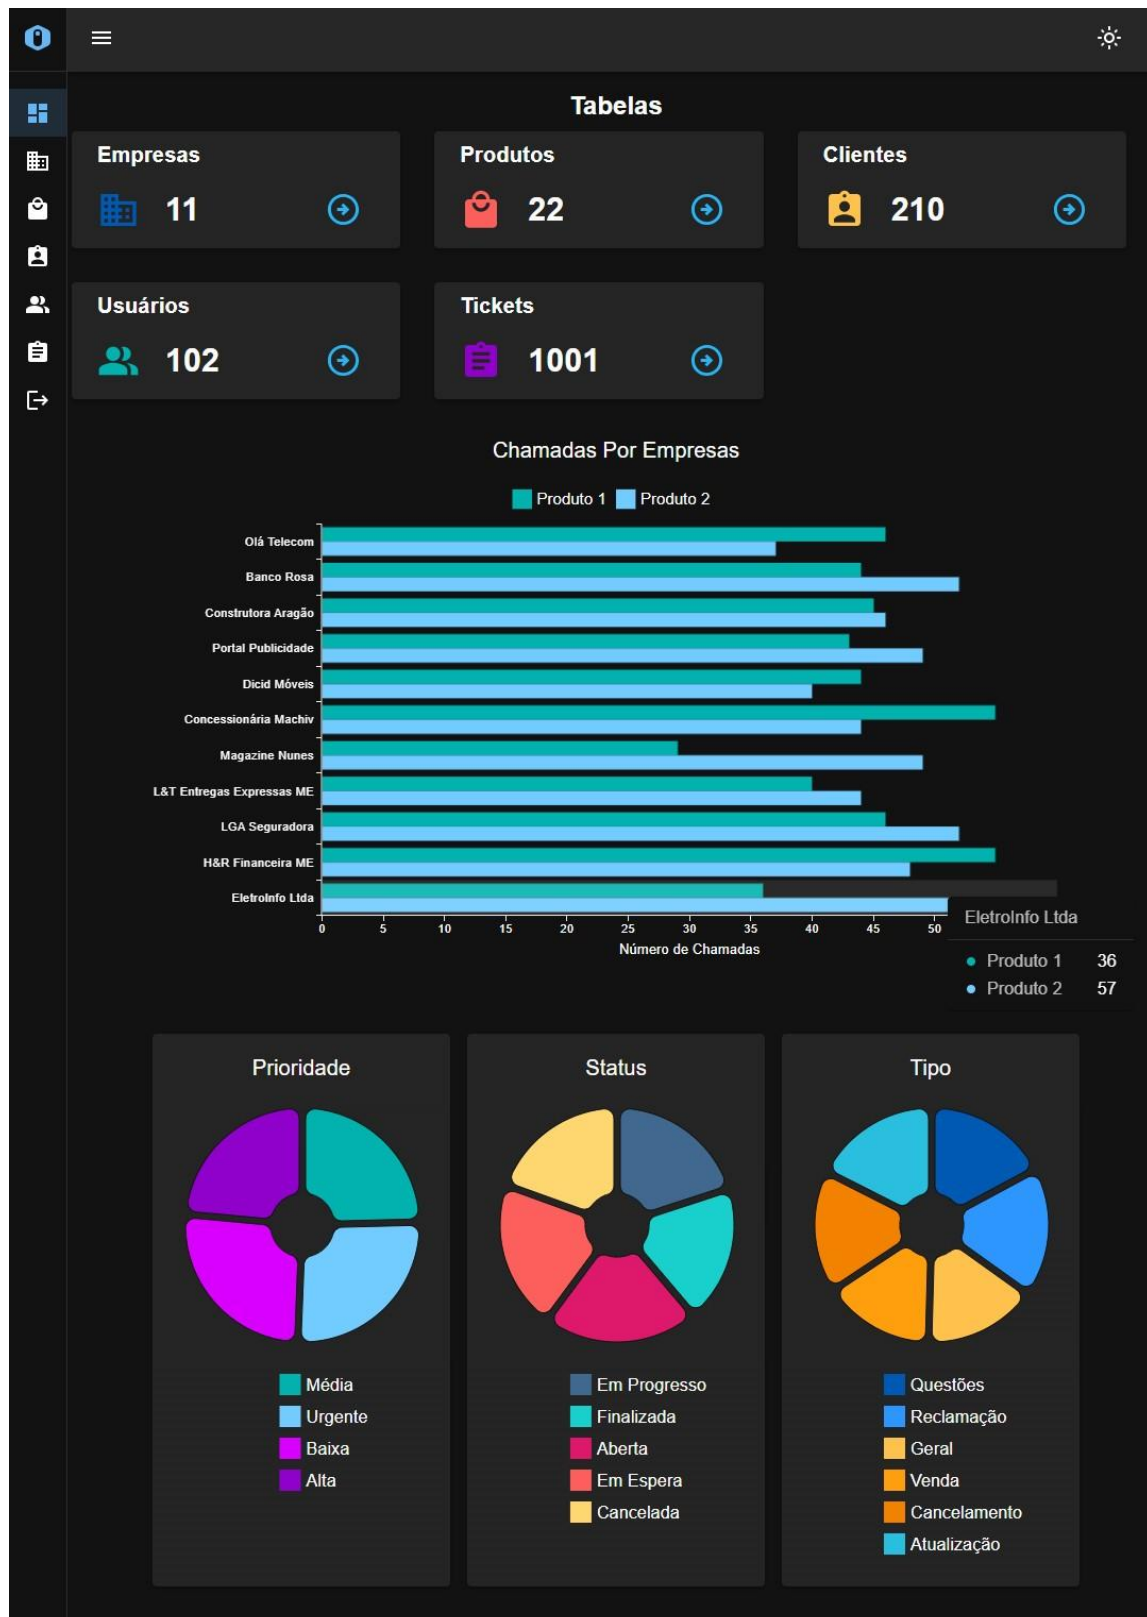 Tabelas
Empresas
11
Produtos
22
Clientes
210
Usuários
102
Tickets
1001
Chamadas Por Empresas
Produto 1 Produto 2
Olá Telecom
Banco Rosa
Construtora Aragão
Portal Publicidade
Dicid Móveis
Concessionária Machiv
Magazine Nunes
L&T Entregas Expressas ME
LGA Seguradora
H&R Financeira ME
EletroInfo Ltda
0 5 10 15 20 25 30 35 40 45 50
Número de Chamadas
EletroInfo Ltda
Produto 1 36
Produto 2 57
Prioridade
Média
Urgente
Baixa
Alta
Status
Em Progresso
Finalizada
Aberta
Em Espera
Cancelada
Tipo
Questões
Reclamação
Geral
Venda
Cancelamento
Atualização